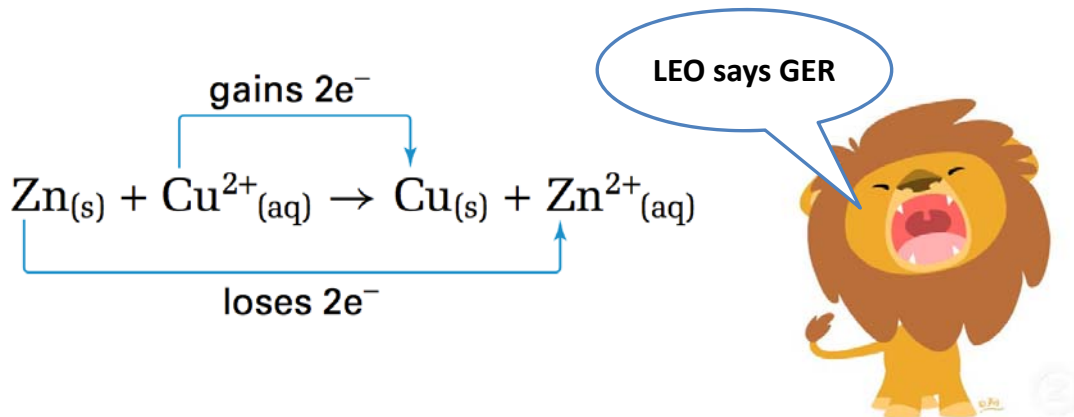 LEO says GER
gains 2e⁻
Zn(s) + Cu²⁺(aq) → Cu(s) + Zn²⁺(aq)
loses 2e⁻